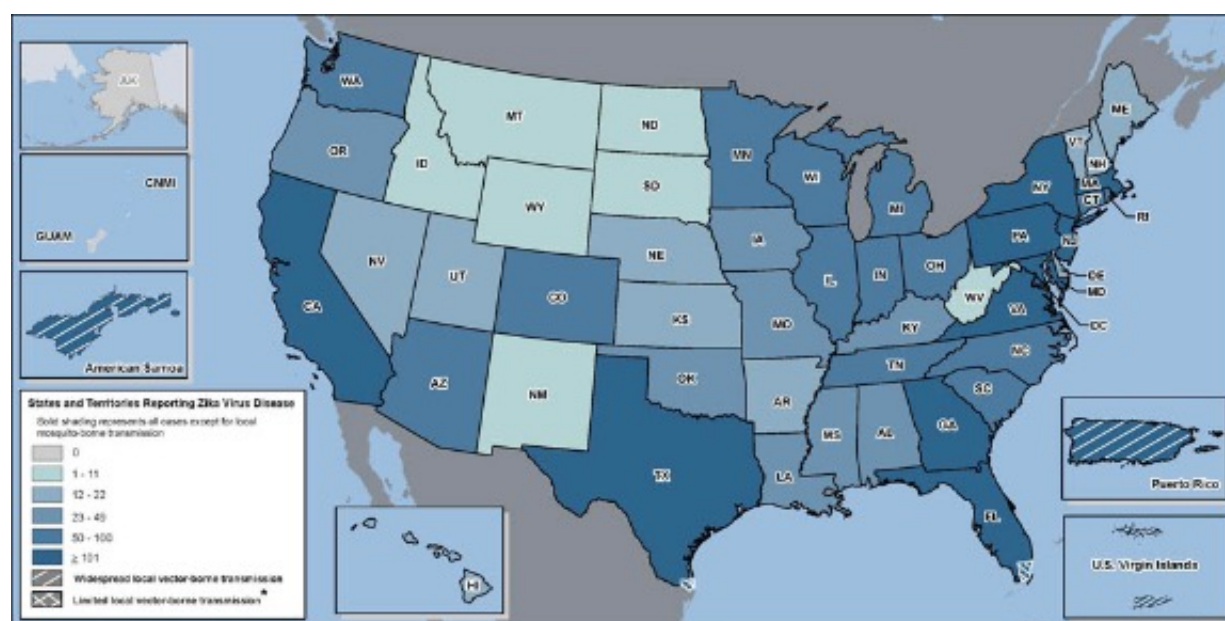 AK
CNMI
GUAM
American Samoa
States and Territories Reporting Zika Virus Disease
Solid shading represents all cases except for local
mosquito-borne transmission
0
1 - 11
12 - 22
23 - 49
50 - 100
≥ 101
Widespread local vector-borne transmission
Limited local vector-borne transmission*
WA
OR
CA
ID
NV
MT
WY
UT
AZ
CO
NM
ND
SD
NE
KS
OK
TX
MN
IA
MO
AR
LA
WI
IL
MI
IN
OH
KY
TN
MS
AL
GA
FL
SC
NC
VA
WV
PA
NY
VT
NH
ME
MA
CT
RI
NJ
DE
MD
DC
HI
Puerto Rico
U.S. Virgin Islands